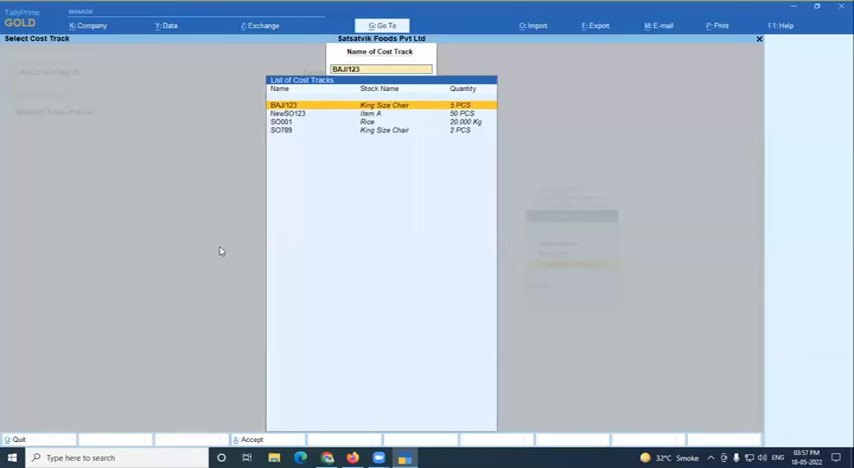 TallyPrime
GOLD
MANAGE
K: Company
Y: Data
Z: Exchange
G: Go To
O: Import
E: Export
M: E-mail
P: Print
F1: Help
Select Cost Track
Satsatvik Foods Pvt Ltd
Name of Cost Track
BAJ/123
List of Cost Tracks
Name Stock Name Quantity
BAJ/123 King Size Chair 5 PCS
NewSO123 Item A 50 PCS
SO001 Rice 20.000 Kg
SO789 King Size Chair 2 PCS
Q: Quit
A: Accept
Type here to search
32°C Smoke
ENG
03:57 PM
18-05-2022